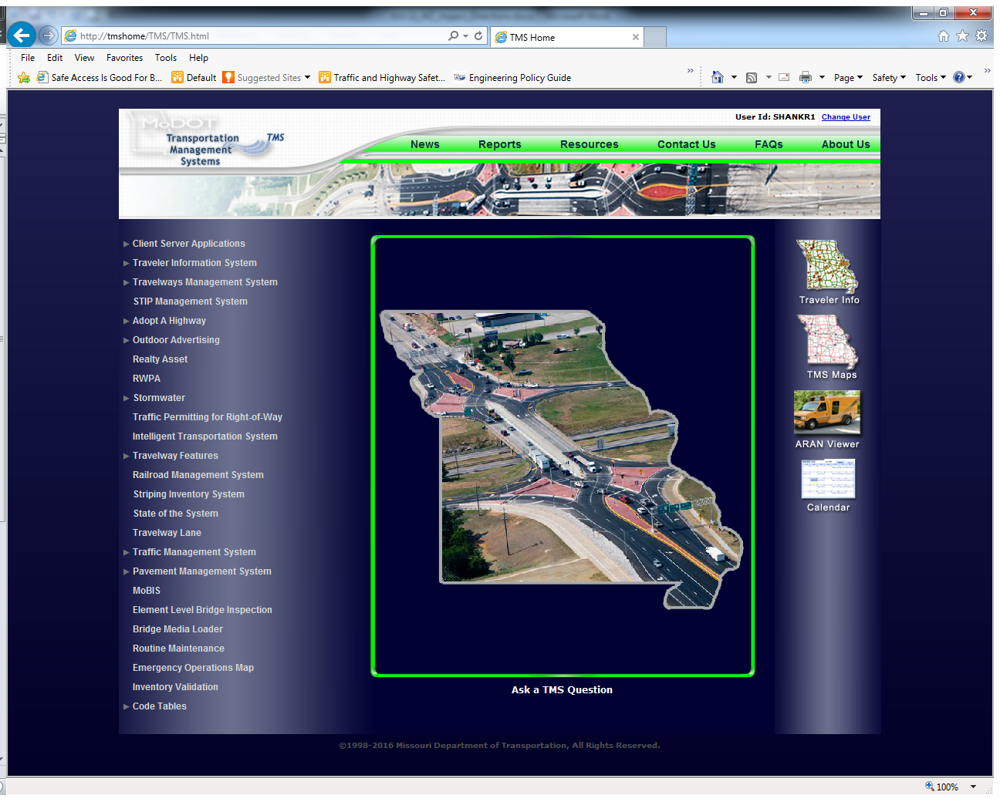 http://tmshome/TMS/TMS.html
TMS Home
File Edit View Favorites Tools Help
Safe Access Is Good For B... Default Suggested Sites Traffic and Highway Safet... Engineering Policy Guide
Page Safety Tools
MoDOT
Transportation
Management
Systems
TMS
User Id: SHANKR1 Change User
News Reports Resources Contact Us FAQs About Us
Client Server Applications
Traveler Information System
Travelways Management System
STIP Management System
Adopt A Highway
Outdoor Advertising
Realty Asset
RWPA
Stormwater
Traffic Permitting for Right-of-Way
Intelligent Transportation System
Travelway Features
Railroad Management System
Striping Inventory System
State of the System
Travelway Lane
Traffic Management System
Pavement Management System
MoBIS
Element Level Bridge Inspection
Bridge Media Loader
Routine Maintenance
Emergency Operations Map
Inventory Validation
Code Tables
Ask a TMS Question
Traveler Info
TMS Maps
ARAN Viewer
Calendar
©1998-2016 Missouri Department of Transportation, All Rights Reserved.
100%